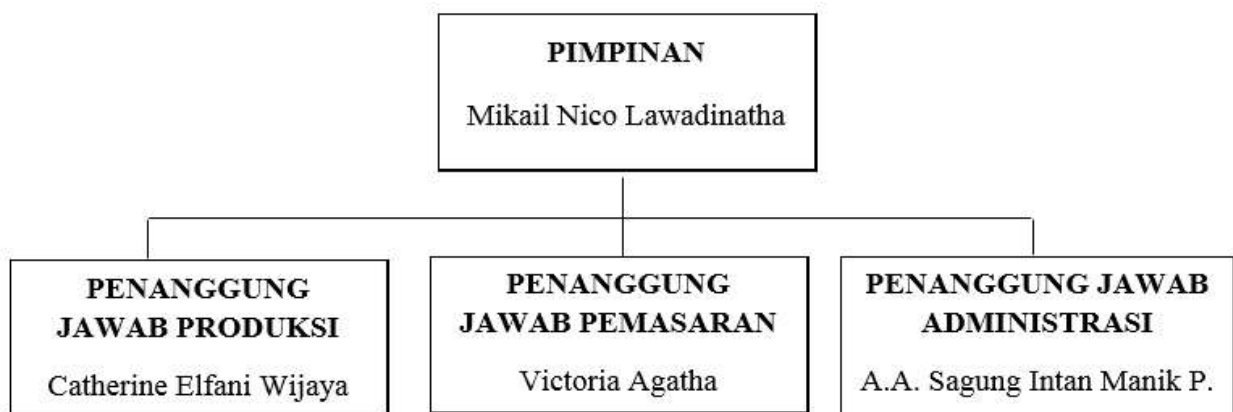 PIMPINAN
Mikail Nico Lawadinatha
PENANGGUNG
JAWAB PRODUKSI
Catherine Elfani Wijaya
PENANGGUNG
JAWAB PEMASARAN
Victoria Agatha
PENANGGUNG JAWAB
ADMINISTRASI
A.A. Sagung Intan Manik P.